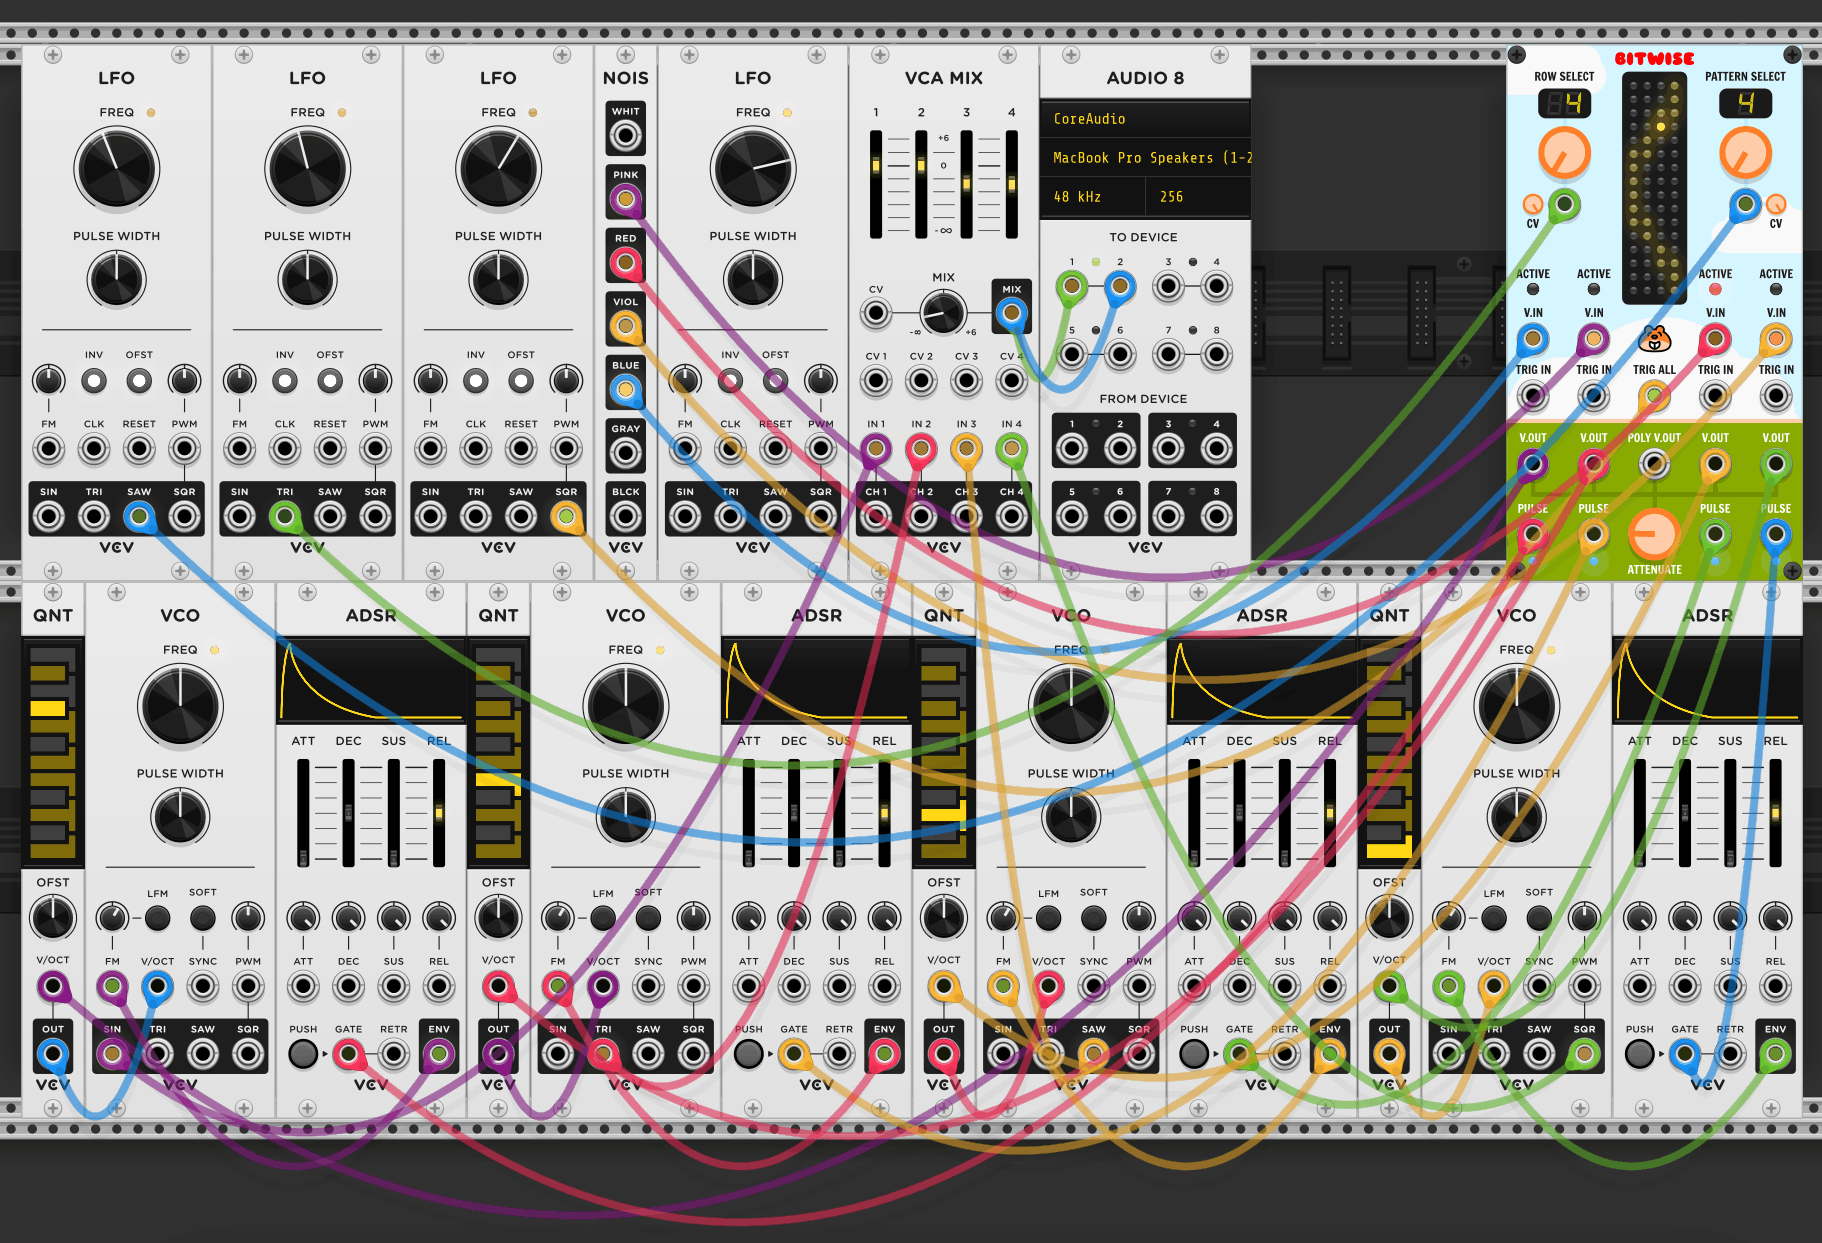 LFO
FREQ
PULSE WIDTH
INV OFST
FM CLK RESET PWM
SIN TRI SAW SQR
VCV
LFO
FREQ
PULSE WIDTH
INV OFST
FM CLK RESET PWM
SIN TRI SAW SQR
VCV
LFO
FREQ
PULSE WIDTH
INV OFST
FM CLK RESET PWM
SIN TRI SAW SQR
VCV
NOIS
WHIT
PINK
RED
VIOL
BLUE
GRAY
BLCK
VCV
LFO
FREQ
PULSE WIDTH
INV OFST
FM CLK RESET PWM
SIN TRI SAW SQR
VCV
VCA MIX
1 2 3 4
+6
0
-∞
MIX
CV MIX
-∞ +6
CV 1 CV 2 CV 3 CV 4
IN 1 IN 2 IN 3 IN 4
CH 1 CH 2 CH 3 CH 4
VCV
AUDIO 8
CoreAudio
MacBook Pro Speakers (1-2
48 kHz 256
TO DEVICE
1 2 3 4
5 6 7 8
FROM DEVICE
1 2 3 4
5 6 7 8
VCV
BITWISE
ROW SELECT PATTERN SELECT
4 4
CV CV
ACTIVE ACTIVE ACTIVE ACTIVE
V.IN V.IN V.IN V.IN
TRIG IN TRIG IN TRIG ALL TRIG IN TRIG IN
V.OUT V.OUT POLY V.OUT V.OUT V.OUT
PULSE PULSE PULSE PULSE
ATTENUATE
QNT
OFST
V/OCT
OUT
VCV
VCO
FREQ
PULSE WIDTH
LFM SOFT
FM V/OCT SYNC PWM
SIN TRI SAW SQR
VCV
ADSR
ATT DEC SUS REL
ATT DEC SUS REL
PUSH GATE RETR ENV
VCV
QNT
OFST
V/OCT
OUT
VCV
VCO
FREQ
PULSE WIDTH
LFM SOFT
FM V/OCT SYNC PWM
SIN TRI SAW SQR
VCV
ADSR
ATT DEC SUS REL
ATT DEC SUS REL
PUSH GATE RETR ENV
VCV
QNT
OFST
V/OCT
OUT
VCV
VCO
FREQ
PULSE WIDTH
LFM SOFT
FM V/OCT SYNC PWM
SIN TRI SAW SQR
VCV
ADSR
ATT DEC SUS REL
ATT DEC SUS REL
PUSH GATE RETR ENV
VCV
QNT
OFST
V/OCT
OUT
VCV
VCO
FREQ
PULSE WIDTH
LFM SOFT
FM V/OCT SYNC PWM
SIN TRI SAW SQR
VCV
ADSR
ATT DEC SUS REL
ATT DEC SUS REL
PUSH GATE RETR ENV
VCV